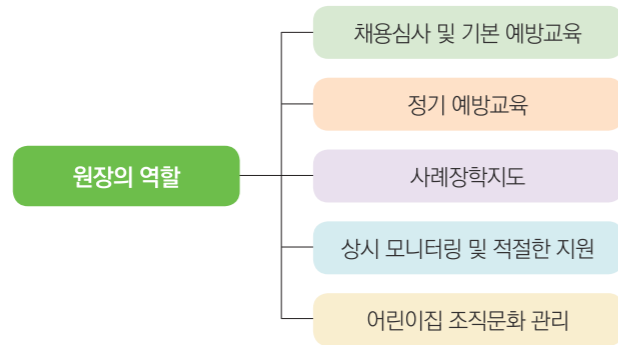 원장의 역할
채용심사 및 기본 예방교육
정기 예방교육
사례장학지도
상시 모니터링 및 적절한 지원
어린이집 조직문화 관리